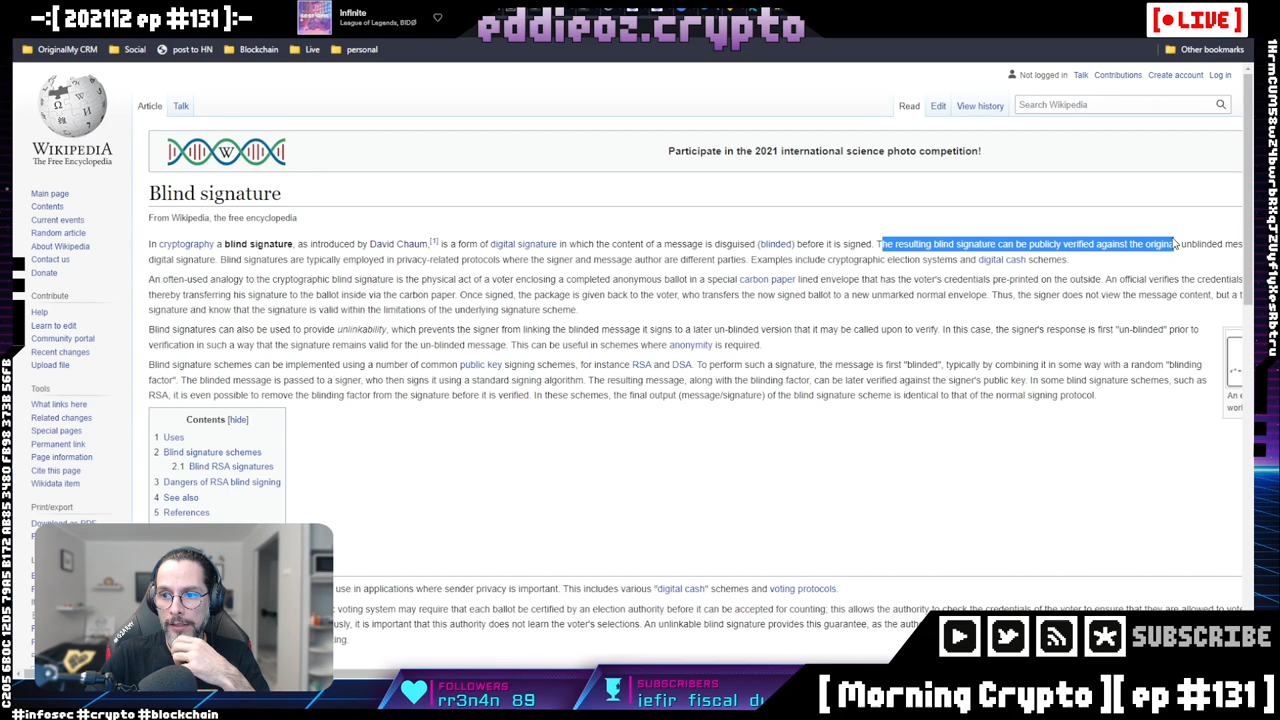 -:[ 202112 ep #131 ]:-
Infinite
League of Legends, BIDØ
eddieoz.crypto
[ • LIVE ]
OriginalMy CRM
Social
post to HN
Blockchain
Live
personal
Other bookmarks
Not logged in Talk Contributions Create account Log in
Article Talk
Read Edit View history
Search Wikipedia
WIKIPEDIA
The Free Encyclopedia
W
Participate in the 2021 international science photo competition!
Blind signature
From Wikipedia, the free encyclopedia
In cryptography a blind signature, as introduced by David Chaum,[1] is a form of digital signature in which the content of a message is disguised (blinded) before it is signed. The resulting blind signature can be publicly verified against the original unblinded mes
digital signature. Blind signatures are typically employed in privacy-related protocols where the signer and message author are different parties. Examples include cryptographic election systems and digital cash schemes.
An often-used analogy to the cryptographic blind signature is the physical act of a voter enclosing a completed anonymous ballot in a special carbon paper lined envelope that has the voter's credentials pre-printed on the outside. An official verifies the credentials
thereby transferring his signature to the ballot inside via the carbon paper. Once signed, the package is given back to the voter, who transfers the now signed ballot to a new unmarked normal envelope. Thus, the signer does not view the message content, but a t
signature and know that the signature is valid within the limitations of the underlying signature scheme.
Blind signatures can also be used to provide unlinkability, which prevents the signer from linking the blinded message it signs to a later un-blinded version that it may be called upon to verify. In this case, the signer's response is first "un-blinded" prior to
verification in such a way that the signature remains valid for the un-blinded message. This can be useful in schemes where anonymity is required.
Blind signature schemes can be implemented using a number of common public key signing schemes, for instance RSA and DSA. To perform such a signature, the message is first "blinded", typically by combining it in some way with a random "blinding
factor". The blinded message is passed to a signer, who then signs it using a standard signing algorithm. The resulting message, along with the blinding factor, can be later verified against the signer's public key. In some blind signature schemes, such as
RSA, it is even possible to remove the blinding factor from the signature before it is verified. In these schemes, the final output (message/signature) of the blind signature scheme is identical to that of the normal signing protocol.
An e
worl
Contents [hide]
1 Uses
2 Blind signature schemes
2.1 Blind RSA signatures
3 Dangers of RSA blind signing
4 See also
5 References
Main page
Contents
Current events
Random article
About Wikipedia
Contact us
Donate
Contribute
Help
Learn to edit
Community portal
Recent changes
Upload file
Tools
What links here
Related changes
Special pages
Permanent link
Page information
Cite this page
Wikidata item
Print/export
Download as PDF
use in applications where sender privacy is important. This includes various "digital cash" schemes and voting protocols.
voting system may require that each ballot be certified by an election authority before it can be accepted for counting; this allows the authority to check the credentials of the voter to ensure that they are allowed to vot
usly, it is important that this authority does not learn the voter's selections. An unlinkable blind signature provides this guarantee, as the auth
ting.
SUBSCRIBE
FOLLOWERS
rr3n4n 89
SUBSCRIBERS
iefir fiscal du
[ Morning Crypto ][ ep #131 ]
#infosec #crypto #blockchain